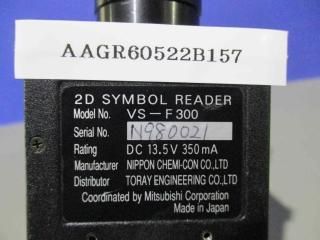 AAGR60522B157
2D SYMBOL READER
Model No. VS-F300
Serial No. N980021
Rating DC 13.5V 350mA
Manufacturer NIPPON CHEMI-CON CO.,LTD
Distributor TORAY ENGINEERING CO.,LTD
Coordinated by Mitsubishi Corporation
Made in Japan